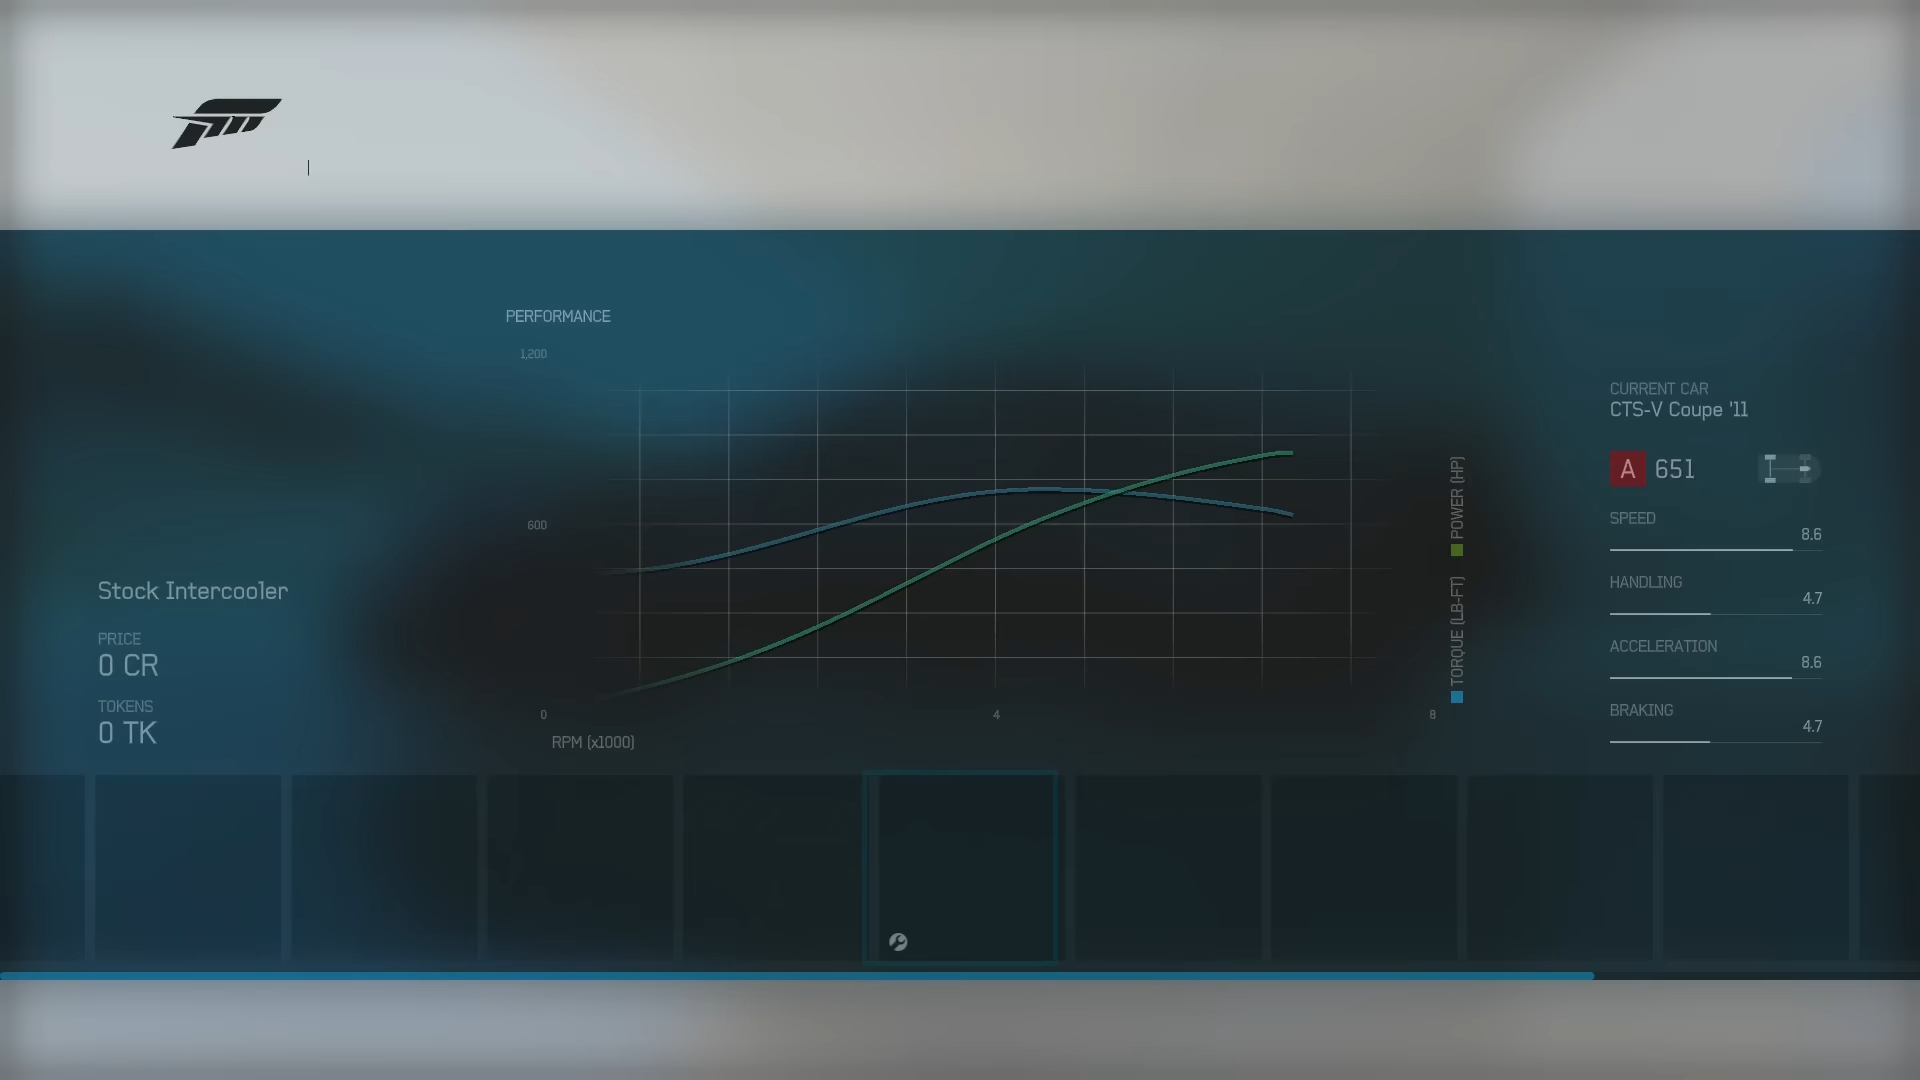 PERFORMANCE
1,200
600
0
4
8
RPM (x1000)
POWER (HP)
TORQUE (LB-FT)
Stock Intercooler
PRICE
0 CR
TOKENS
0 TK
CURRENT CAR
CTS-V Coupe '11
A 651
SPEED
8.6
HANDLING
4.7
ACCELERATION
8.6
BRAKING
4.7